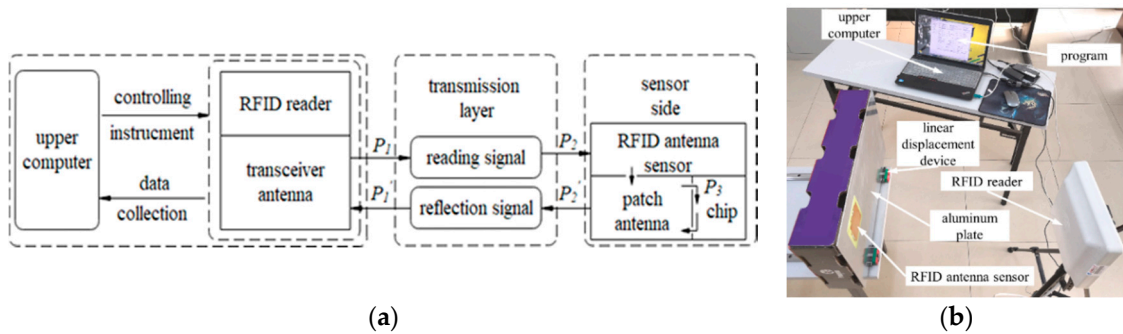 upper
computer
controlling
instrucment
data
collection
RFID reader
transceiver
antenna
P1
P1'
transmission
layer
reading signal
reflection signal
P2
P2'
sensor
side
RFID antenna
sensor
patch
antenna
P3
chip
(a)
upper
computer
program
linear
displacement
device
RFID reader
aluminum
plate
RFID antenna sensor
(b)